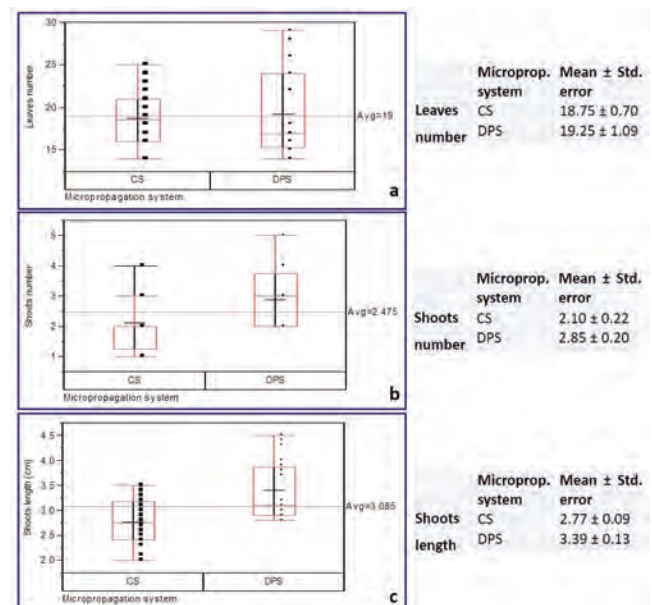 30
25
20
15
Leaves number
Avg=19
CS
DPS
Micropropagation system
a
Microprop. Mean ± Std.
system error
Leaves CS 18.75 ± 0.70
number DPS 19.25 ± 1.09
5
4
3
2
1
Shoots number
Avg=2.475
CS
DPS
Micropropagation system
b
Microprop. Mean ± Std.
system error
Shoots CS 2.10 ± 0.22
number DPS 2.85 ± 0.20
4.5
4.0
3.5
3.0
2.5
2.0
Shoots length (cm)
Avg=3.085
CS
DPS
Micropropagation system
c
Microprop. Mean ± Std.
system error
Shoots CS 2.77 ± 0.09
length DPS 3.39 ± 0.13